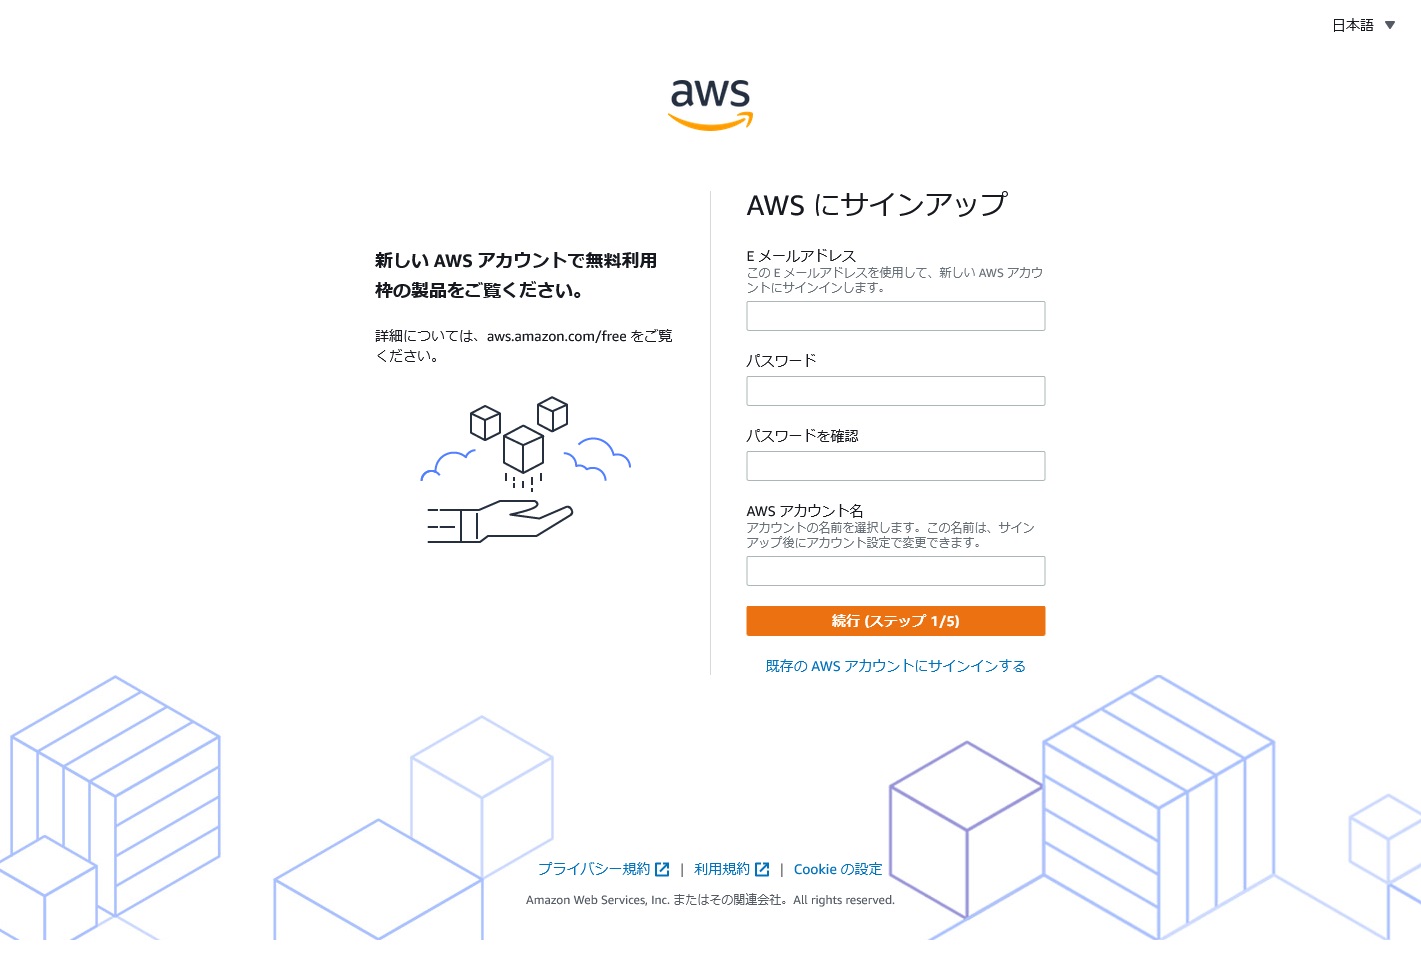 日本語
aws
新しい AWS アカウントで無料利用
枠の製品をご覧ください。
詳細については、aws.amazon.com/free をご覧
ください。
AWS にサインアップ
E メールアドレス
この E メールアドレスを使用して、新しい AWS アカウ
ントにサインインします。
パスワード
パスワードを確認
AWS アカウント名
アカウントの名前を選択します。この名前は、サイン
アップ後にアカウント設定で変更できます。
続行 (ステップ 1/5)
既存の AWS アカウントにサインインする
プライバシー規約 | 利用規約 | Cookie の設定
Amazon Web Services, Inc. またはその関連会社。All rights reserved.